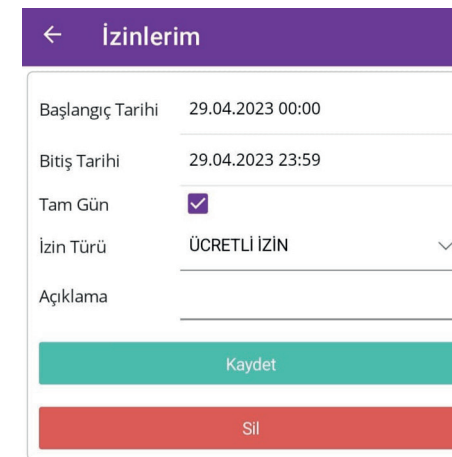 İzinlerim
Başlangıç Tarihi 29.04.2023 00:00
Bitiş Tarihi 29.04.2023 23:59
Tam Gün
İzin Türü ÜCRETLİ İZİN
Açıklama
Kaydet
Sil